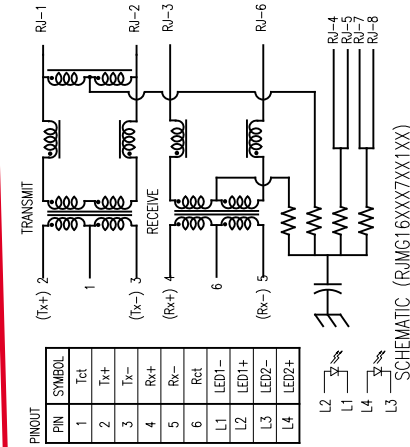 PINOUT
PIN SYMBOL
1 Tct
2 Tx+
3 Tx-
4 Rx+
5 Rx-
6 Rct
L1 LED1-
L2 LED1+
L3 LED2-
L4 LED2+
TRANSMIT
(Tx+) 2
1
(Tx-) 3
RECEIVE
(Rx+) 4
6
(Rx-) 5
RJ-1
RJ-2
RJ-3
RJ-6
RJ-4
RJ-5
RJ-7
RJ-8
L2
L1
L4
L3
SCHEMATIC (RJMG16XXX7XX1XX)